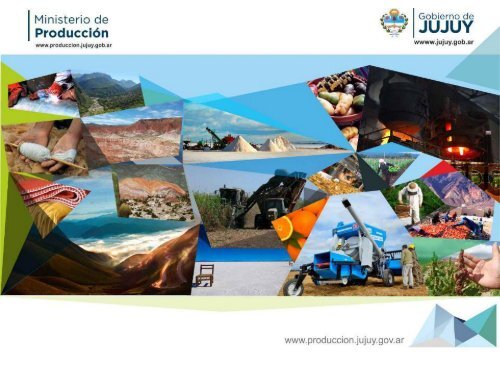 Ministerio de
Producción
www.produccion.jujuy.gob.ar
Gobierno de
JUJUY
www.jujuy.gob.ar
www.produccion.jujuy.gov.ar